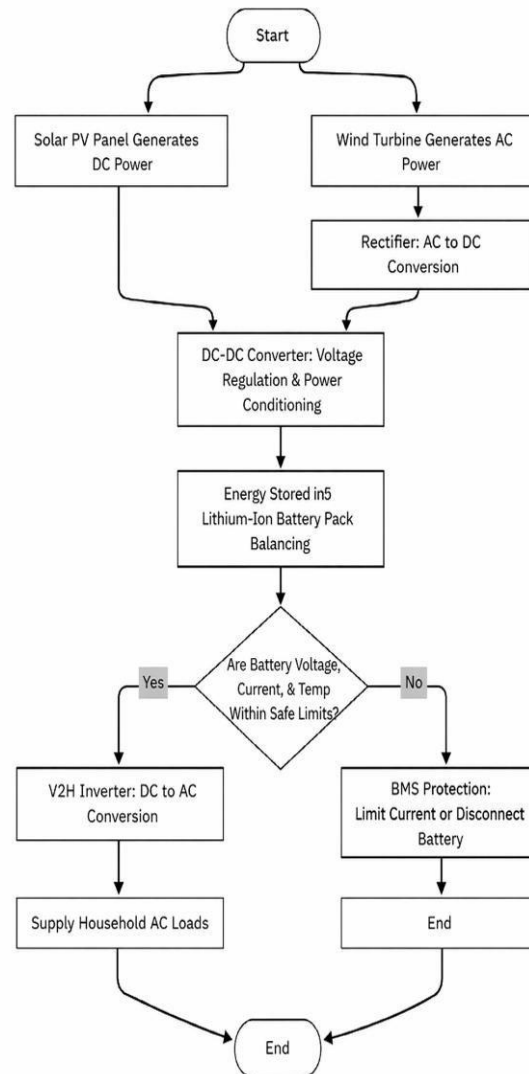 Start
Solar PV Panel Generates
DC Power
Wind Turbine Generates AC
Power
Rectifier: AC to DC
Conversion
DC-DC Converter: Voltage
Regulation & Power
Conditioning
Energy Stored in5
Lithium-Ion Battery Pack
Balancing
Are Battery Voltage,
Current, & Temp
Within Safe Limits?
Yes
No
V2H Inverter: DC to AC
Conversion
BMS Protection:
Limit Current or Disconnect
Battery
Supply Household AC Loads
End
End